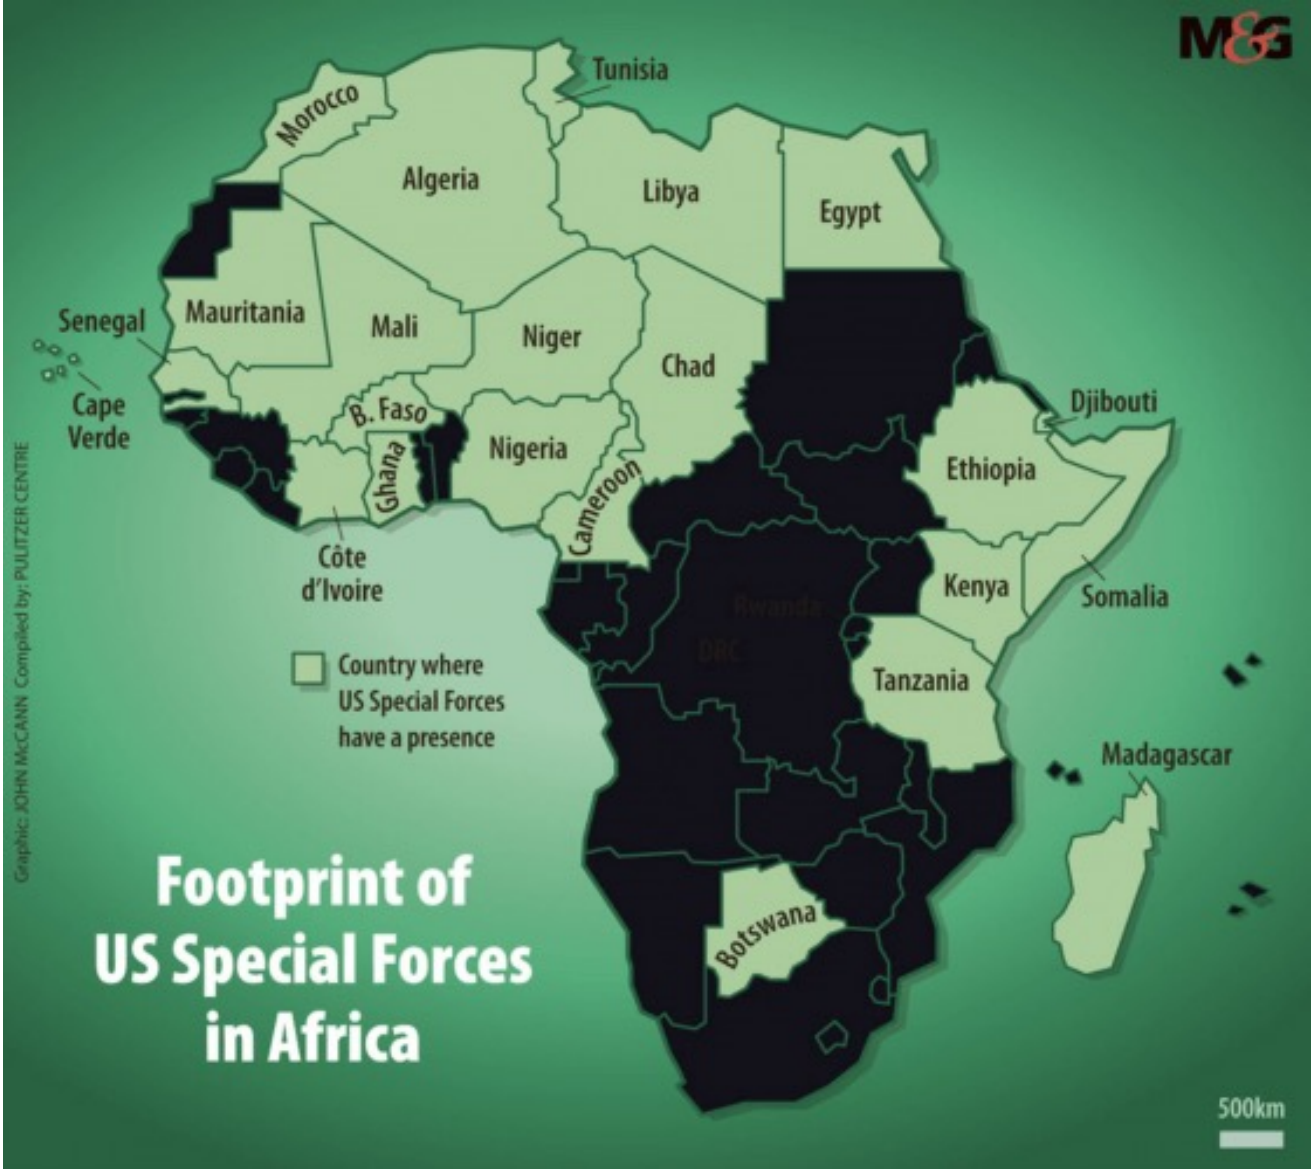 M&G
Tunisia
Morocco
Algeria
Libya
Egypt
Mauritania
Mali
Niger
Chad
Senegal
Cape
Verde
B. Faso
Ghana
Nigeria
Cameroon
Djibouti
Ethiopia
Côte
d'Ivoire
Kenya
Somalia
Rwanda
DRC
Tanzania
Country where
US Special Forces
have a presence
Madagascar
Botswana
Footprint of
US Special Forces
in Africa
500km
Graphic: JOHN McCANN Compiled by: PULITZER CENTRE